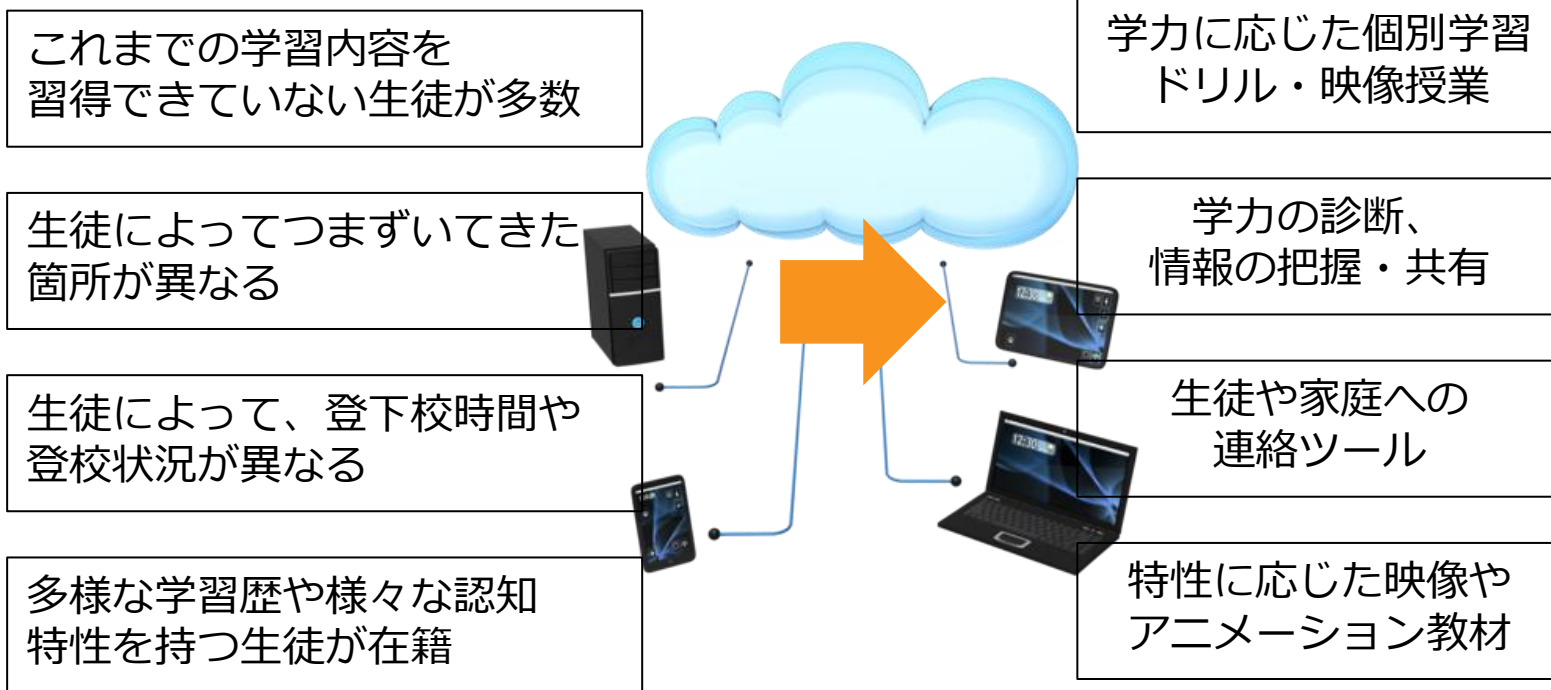 これまでの学習内容を
習得できていない生徒が多数
生徒によってつまずいてきた
箇所が異なる
生徒によって、登下校時間や
登校状況が異なる
多様な学習歴や様々な認知
特性を持つ生徒が在籍
学力に応じた個別学習
ドリル・映像授業
学力の診断、
情報の把握・共有
生徒や家庭への
連絡ツール
特性に応じた映像や
アニメーション教材
12:30
12:30